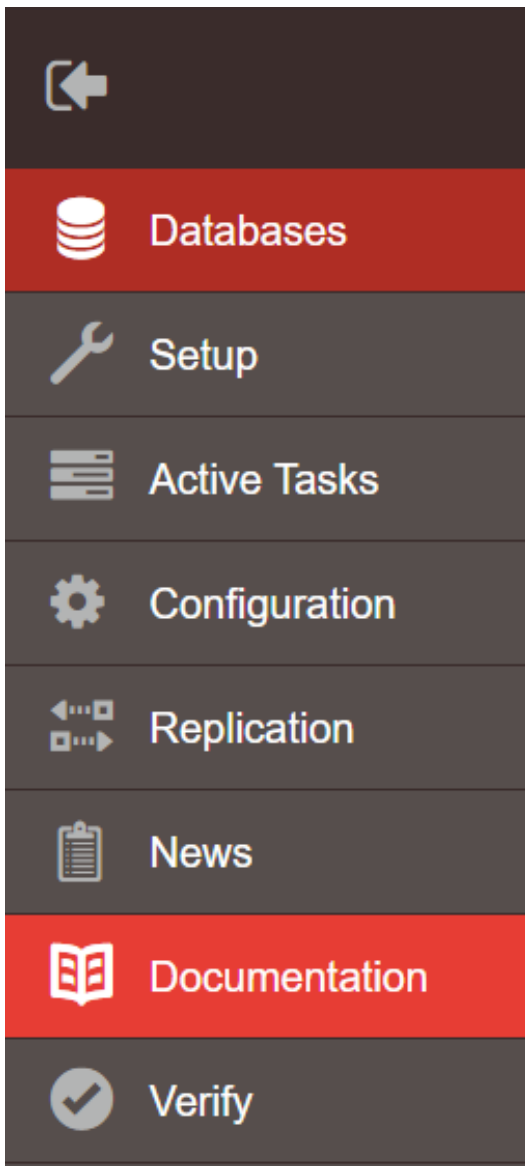 Databases
Setup
Active Tasks
Configuration
Replication
News
Documentation
Verify